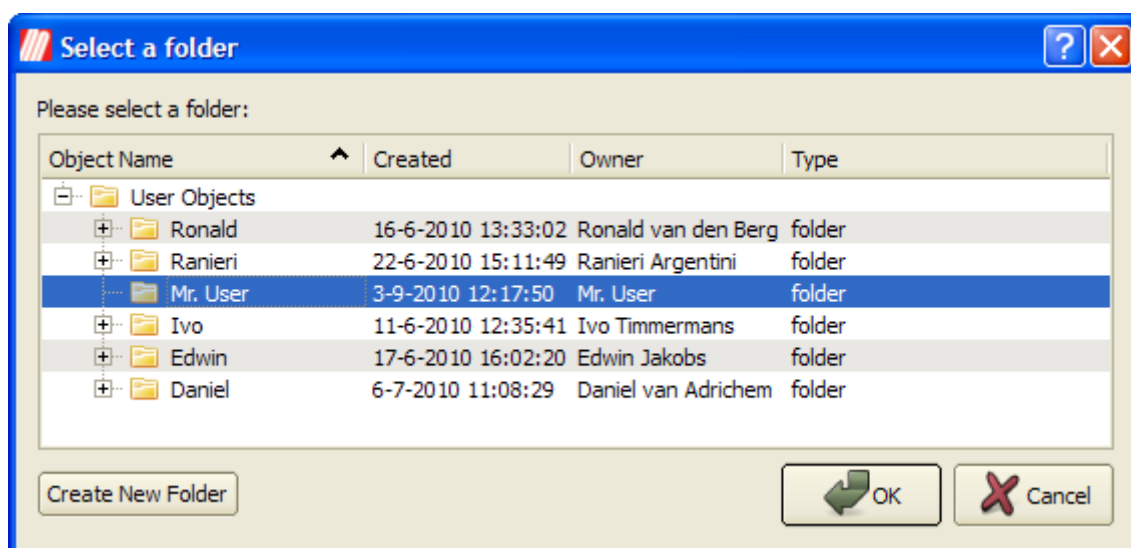 Select a folder
Please select a folder:
Object Name Created Owner Type
User Objects
Ronald 16-6-2010 13:33:02 Ronald van den Berg folder
Ranieri 22-6-2010 15:11:49 Ranieri Argentini folder
Mr. User 3-9-2010 12:17:50 Mr. User folder
Ivo 11-6-2010 12:35:41 Ivo Timmermans folder
Edwin 17-6-2010 16:02:20 Edwin Jakobs folder
Daniel 6-7-2010 11:08:29 Daniel van Adrichem folder
Create New Folder OK Cancel